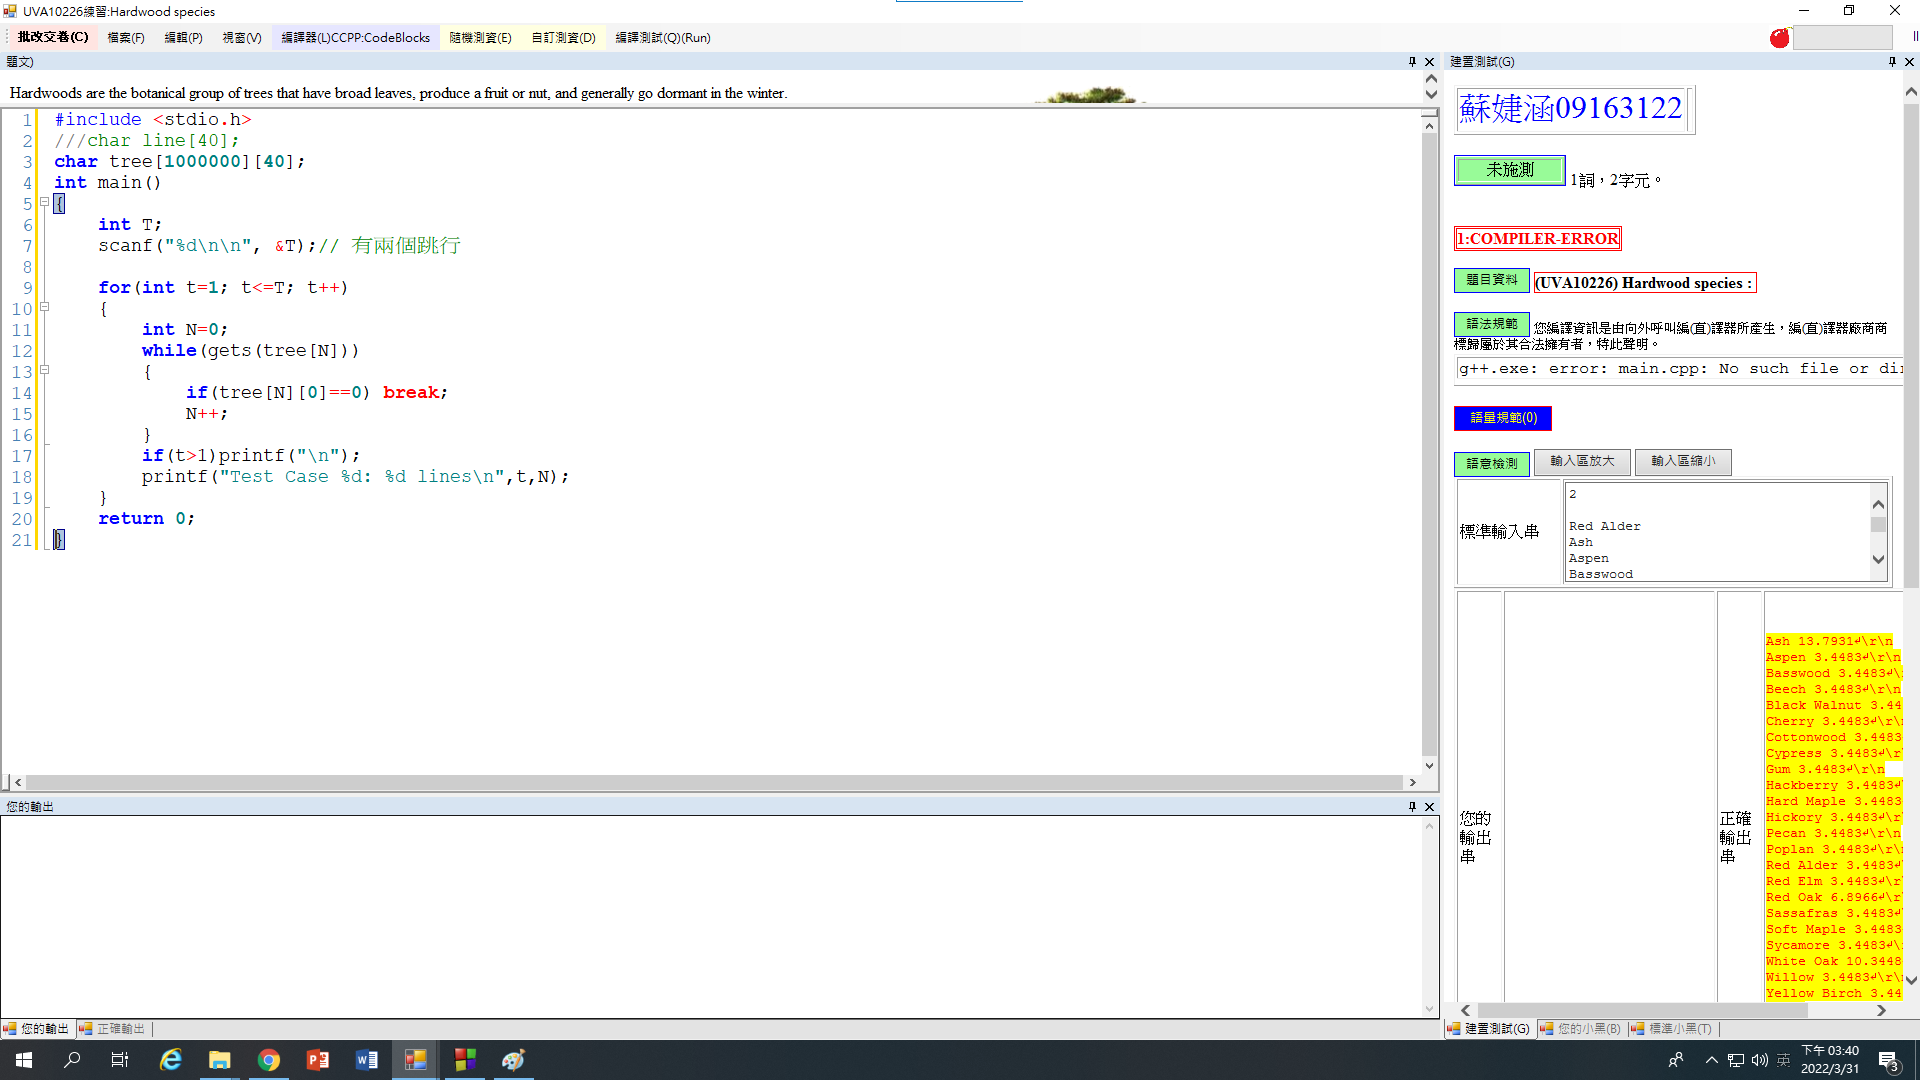 UVA10226練習:Hardwood species
批改交卷(C) 檔案(F) 編輯(P) 視窗(V) 編譯器(L)CCPP:CodeBlocks 隨機測資(E) 自訂測資(D) 編譯測試(Q)(Run)
題文)
Hardwoods are the botanical group of trees that have broad leaves, produce a fruit or nut, and generally go dormant in the winter.
1 #include <stdio.h>
2 ///char line[40];
3 char tree[1000000][40];
4 int main()
5 {
6 int T;
7 scanf("%d\n\n", &T);// 有兩個跳行
8
9 for(int t=1; t<=T; t++)
10 {
11 int N=0;
12 while(gets(tree[N]))
13 {
14 if(tree[N][0]==0) break;
15 N++;
16 }
17 if(t>1)printf("\n");
18 printf("Test Case %d: %d lines\n",t,N);
19 }
20 return 0;
21 }
您的輸出
您的輸出 正確輸出
建置測試(G)
蘇婕涵09163122
未施測 1詞，2字元。
1:COMPILER-ERROR
題目資料 (UVA10226) Hardwood species :
語法規範 您編譯資訊是由向外呼叫編(直)譯器所產生，編(直)譯器廠商商
標歸屬於其合法擁有者，特此聲明。
g++.exe: error: main.cpp: No such file or di
語量規範(0)
語意檢測 輸入區放大 輸入區縮小
標準輸入串
2
Red Alder
Ash
Aspen
Basswood
您的
輸出
串
正確
輸出
串
Ash 13.7931↲\r\n
Aspen 3.4483↲\r\n
Basswood 3.4483↲\
Beech 3.4483↲\r\n
Black Walnut 3.44
Cherry 3.4483↲\r\
Cottonwood 3.4483
Cypress 3.4483↲\r
Gum 3.4483↲\r\n
Hackberry 3.4483↲
Hard Maple 3.4483
Hickory 3.4483↲\r
Pecan 3.4483↲\r\n
Poplan 3.4483↲\r\
Red Alder 3.4483↲
Red Elm 3.4483↲\r
Red Oak 6.8966↲\r
Sassafras 3.4483↲
Soft Maple 3.4483
Sycamore 3.4483↲\
White Oak 10.3448
Willow 3.4483↲\r\
Yellow Birch 3.44
建置測試(G) 您的小黑(B) 標準小黑(T)
英
下午 03:40
2022/3/31
3